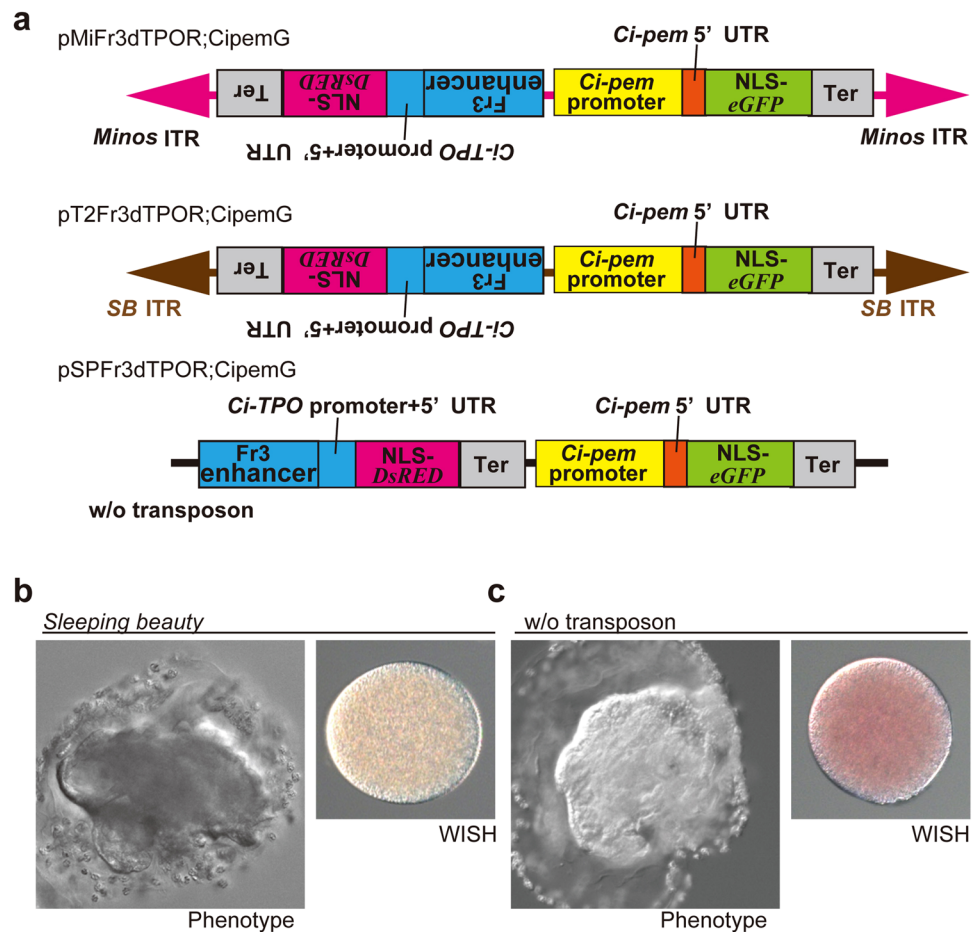 a
pMiFr3dTPOR;CipemG
Ci-pem 5’ UTR
Ter
NLS-
DsRED
Fr3
enhancer
Ci-pem
promoter
NLS-
eGFP
Ter
Minos ITR
Minos ITR
Ci-TPO promoter+5’ UTR
pT2Fr3dTPOR;CipemG
Ci-pem 5’ UTR
Ter
NLS-
DsRED
Fr3
enhancer
Ci-pem
promoter
NLS-
eGFP
Ter
SB ITR
SB ITR
Ci-TPO promoter+5’ UTR
pSPFr3dTPOR;CipemG
Ci-TPO promoter+5’ UTR
Ci-pem 5’ UTR
Fr3
enhancer
NLS-
DsRED
Ter
Ci-pem
promoter
NLS-
eGFP
Ter
w/o transposon
b
Sleeping beauty
WISH
Phenotype
c
w/o transposon
WISH
Phenotype